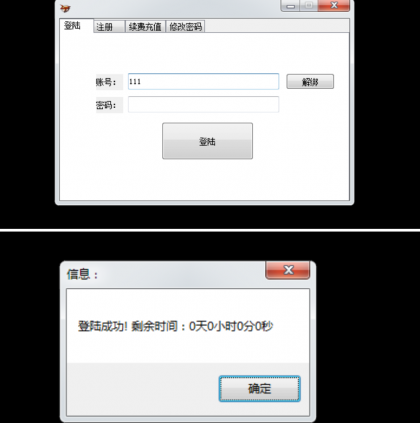 登陆 注册 续费充值 修改密码
账号： 111 解绑
密码：
登陆
信息：
登陆成功! 剩余时间：0天0小时0分0秒
确定